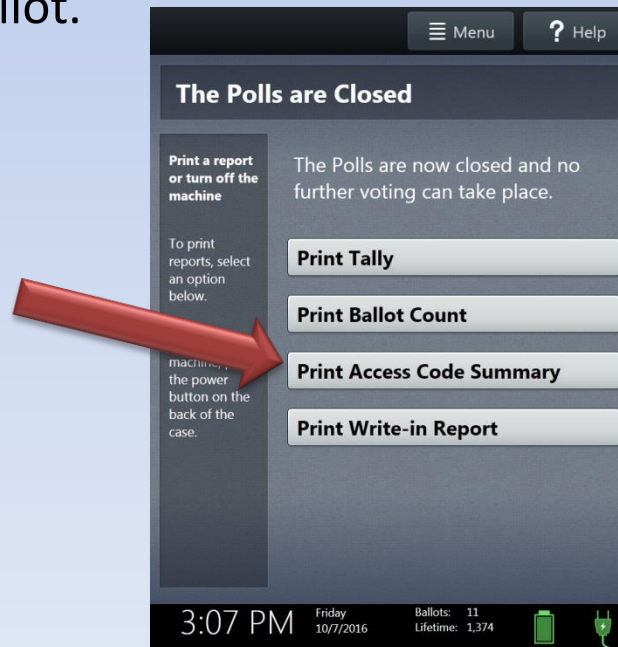 llot.
Menu
? Help
The Polls are Closed
Print a report
or turn off the
machine
The Polls are now closed and no
further voting can take place.
To print
reports, select
an option
below.
machine,
the power
button on the
back of the
case.
Print Tally
Print Ballot Count
Print Access Code Summary
Print Write-in Report
3:07 PM
Friday
10/7/2016
Ballots: 11
Lifetime: 1,374